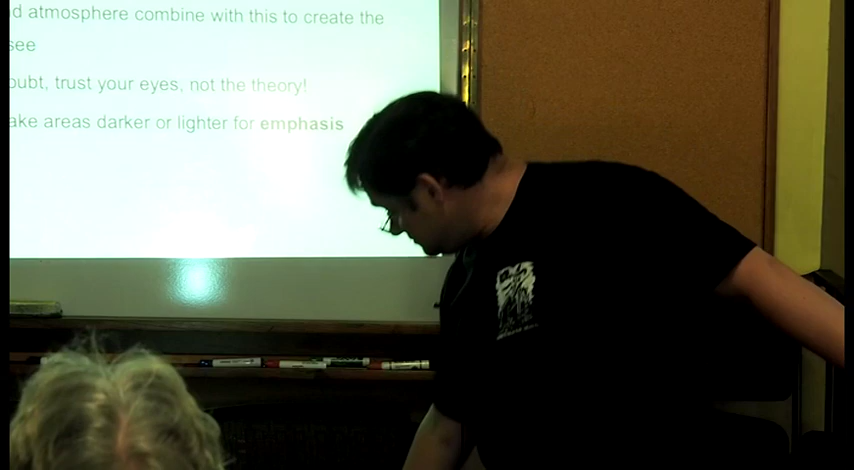 d atmosphere combine with this to create the
see
oubt, trust your eyes, not the theory!
ake areas darker or lighter for emphasis